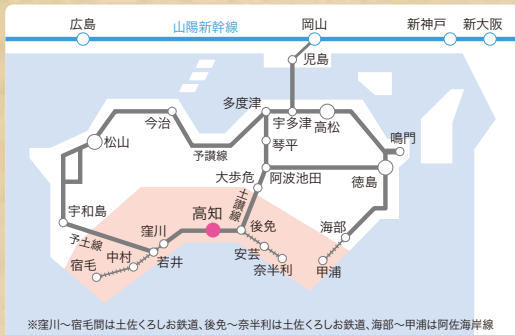 広島
山陽新幹線
岡山
新神戸
新大阪
児島
多度津
宇多津
高松
今治
松山
予讃線
琴平
鳴門
大歩危
阿波池田
徳島
土讃線
宇和島
予土線
高知
窪川
後免
海部
中村
若井
安芸
宿毛
奈半利
甲浦
※窪川〜宿毛間は土佐くろしお鉄道、後免〜奈半利は土佐くろしお鉄道、海部〜甲浦は阿佐海岸線